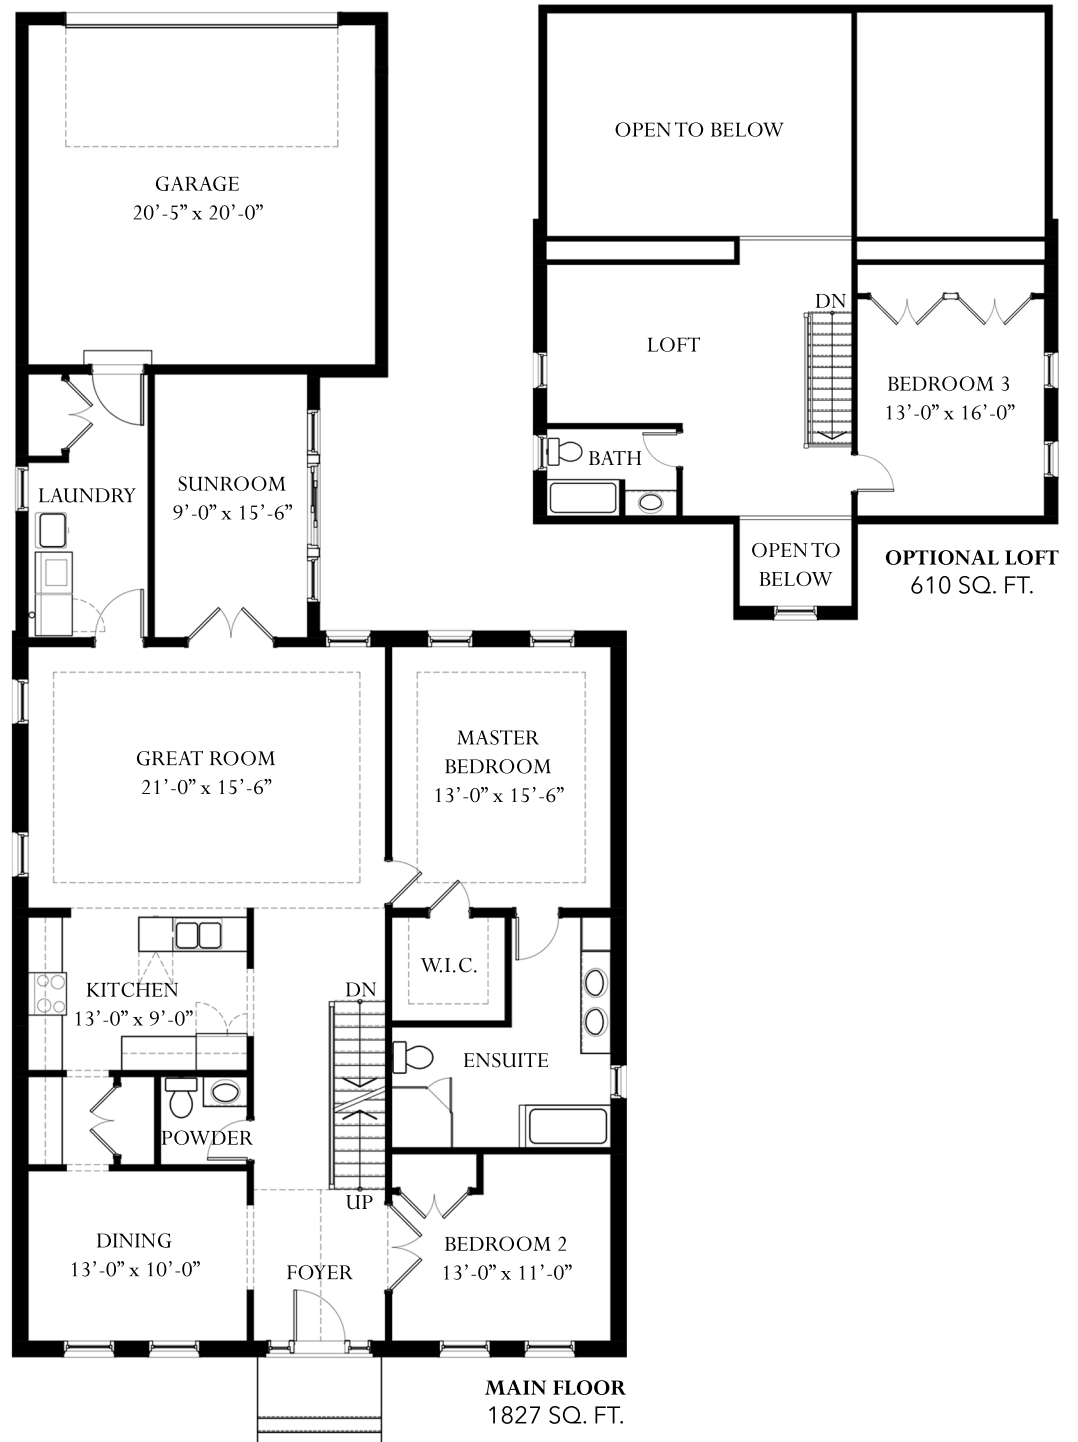 GARAGE
20'-5" x 20'-0"
LAUNDRY
SUNROOM
9'-0" x 15'-6"
GREAT ROOM
21'-0" x 15'-6"
MASTER
BEDROOM
13'-0" x 15'-6"
W.I.C.
KITCHEN
13'-0" x 9'-0"
DN
ENSUITE
POWDER
UP
DINING
13'-0" x 10'-0"
FOYER
BEDROOM 2
13'-0" x 11'-0"
MAIN FLOOR
1827 SQ. FT.
OPEN TO BELOW
DN
LOFT
BEDROOM 3
13'-0" x 16'-0"
BATH
OPEN TO
BELOW
OPTIONAL LOFT
610 SQ. FT.